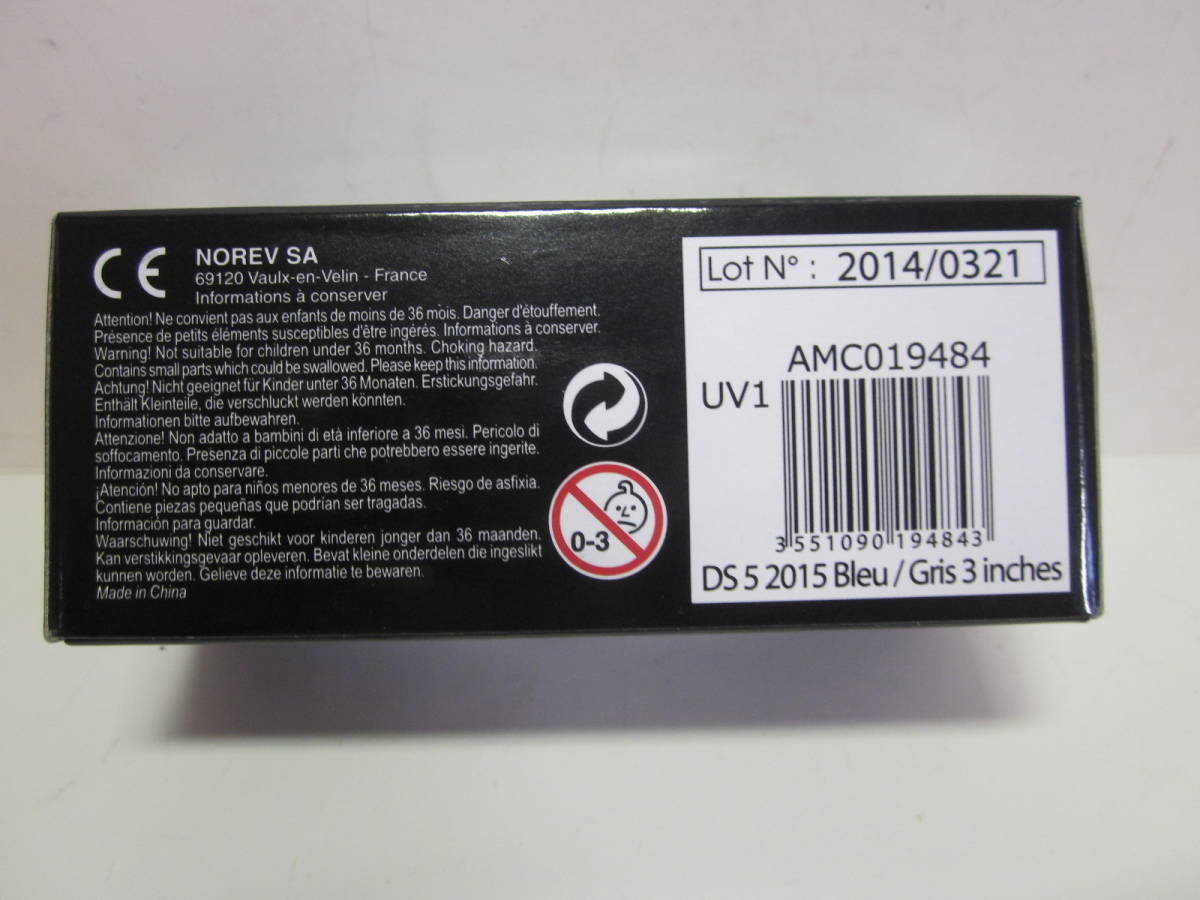 CE
NOREV SA
69120 Vaulx-en-Velin - France
Informations à conserver
Attention! Ne convient pas aux enfants de moins de 36 mois. Danger d'étouffement.
Présence de petits éléments susceptibles d'être ingérés. Informations à conserver.
Warning! Not suitable for children under 36 months. Choking hazard.
Contains small parts which could be swallowed. Please keep this information.
Achtung! Nicht geeignet für Kinder unter 36 Monaten. Erstickungsgefahr.
Enthält Kleinteile, die verschluckt werden könnten.
Informationen bitte aufbewahren.
Attenzione! Non adatto a bambini di età inferiore a 36 mesi. Pericolo di
soffocamento. Presenza di piccole parti che potrebbero essere ingerite.
Informazioni da conservare.
¡Atención! No apto para niños menores de 36 meses. Riesgo de asfixia.
Contiene piezas pequeñas que podrían ser tragadas.
Información para guardar.
Waarschuwing! Niet geschikt voor kinderen jonger dan 36 maanden.
Kan verstikkingsgevaar opleveren. Bevat kleine onderdelen die ingeslikt
kunnen worden. Gelieve deze informatie te bewaren.
Made in China
0-3
Lot N° : 2014/0321
AMC019484
UV1
3 551090 194843
DS 5 2015 Bleu / Gris 3 inches